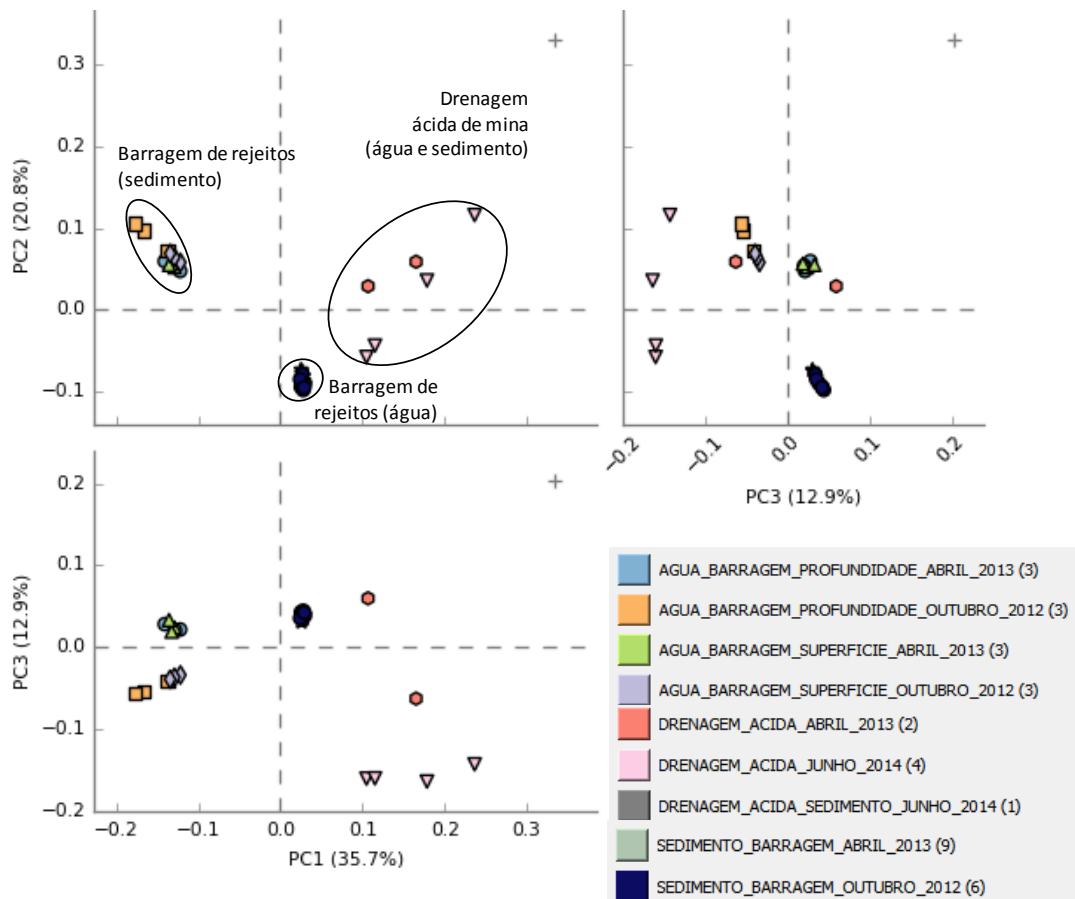 0.3
0.2
0.1
0.0
−0.1
PC2 (20.8%)
Barragem de rejeitos
(sedimento)
Drenagem
ácida de mina
(água e sedimento)
Barragem de
rejeitos (água)
−0.2
−0.1
0.0
0.1
0.2
PC3 (12.9%)
0.2
0.1
0.0
−0.1
−0.2
PC3 (12.9%)
−0.2
−0.1
0.0
0.1
0.2
0.3
PC1 (35.7%)
AGUA_BARRAGEM_PROFUNDIDADE_ABRIL_2013 (3)
AGUA_BARRAGEM_PROFUNDIDADE_OUTUBRO_2012 (3)
AGUA_BARRAGEM_SUPERFICIE_ABRIL_2013 (3)
AGUA_BARRAGEM_SUPERFICIE_OUTUBRO_2012 (3)
DRENAGEM_ACIDA_ABRIL_2013 (2)
DRENAGEM_ACIDA_JUNHO_2014 (4)
DRENAGEM_ACIDA_SEDIMENTO_JUNHO_2014 (1)
SEDIMENTO_BARRAGEM_ABRIL_2013 (9)
SEDIMENTO_BARRAGEM_OUTUBRO_2012 (6)